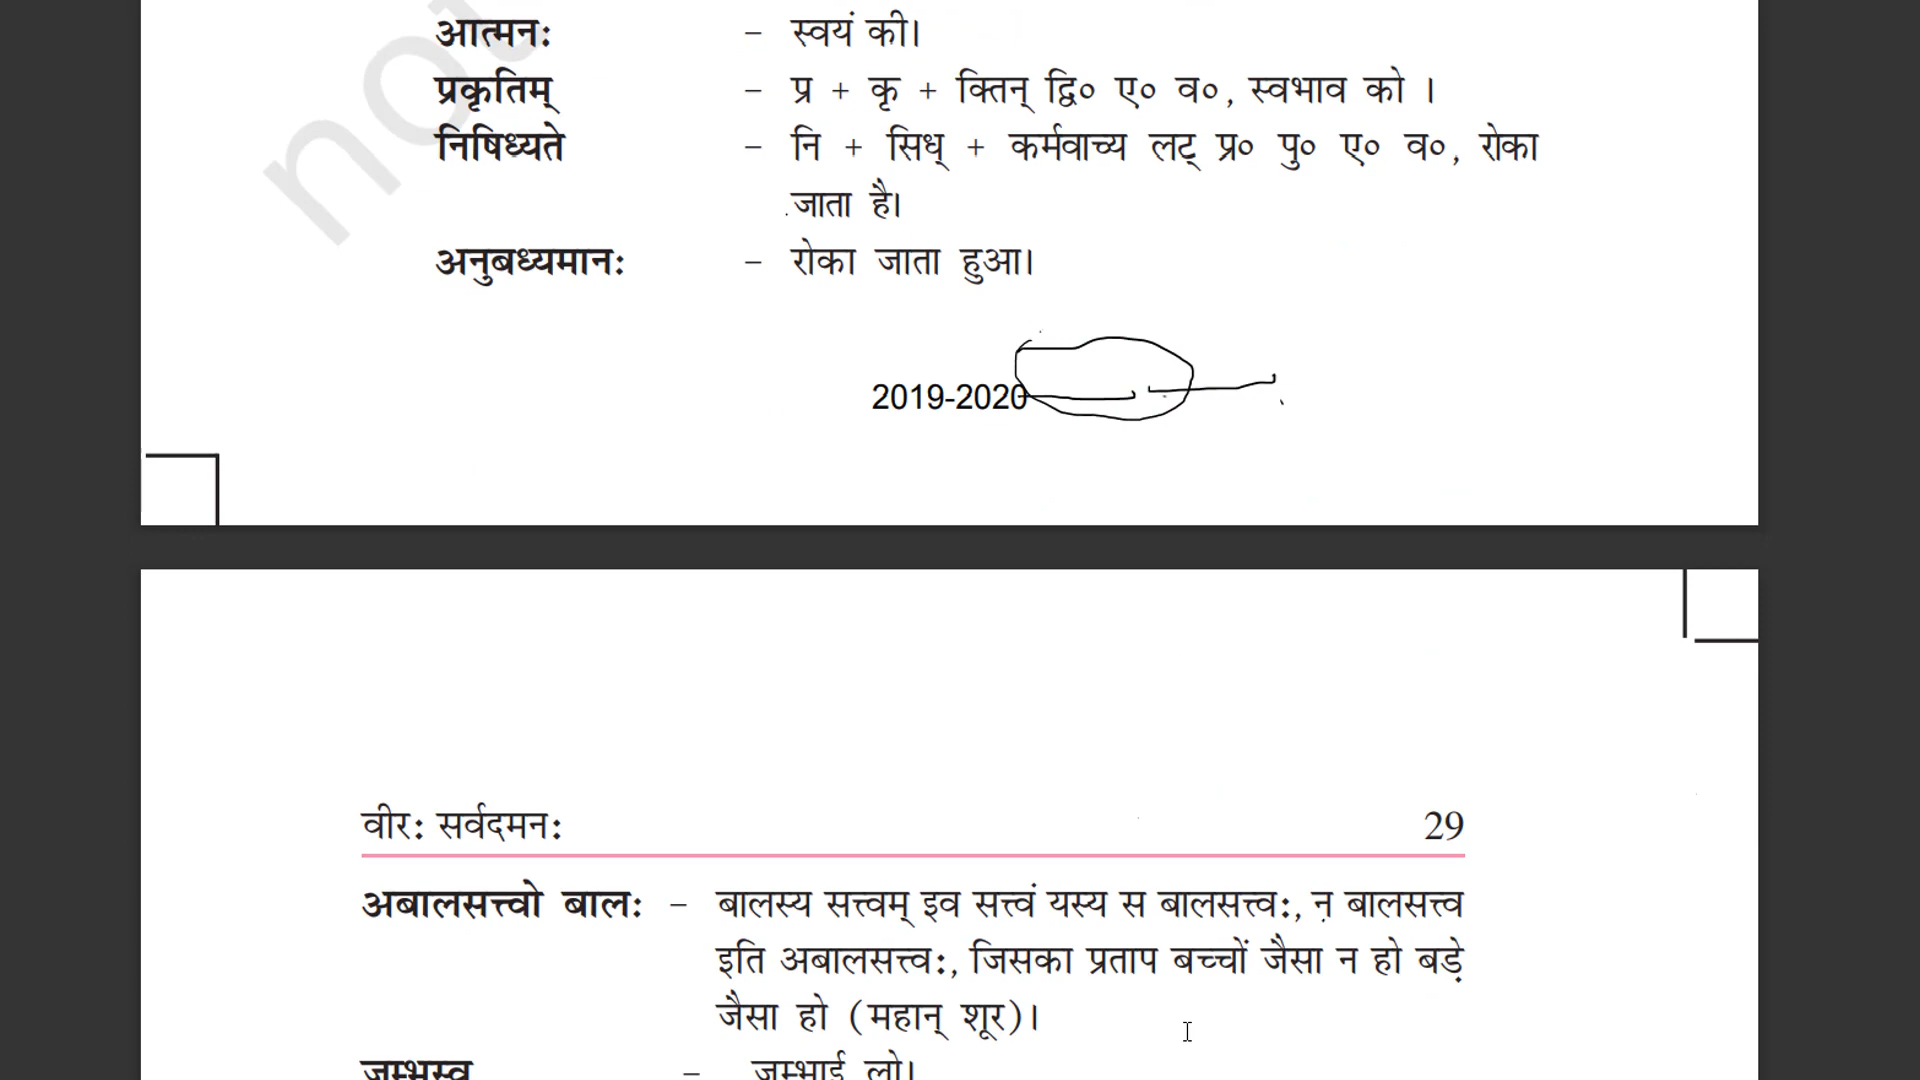 आत्मनः – स्वयं की।
प्रकृतिम् – प्र + कृ + क्तिन् द्वि० ए० व०, स्वभाव को ।
निषिध्यते – नि + सिध् + कर्मवाच्य लट् प्र० पु० ए० व०, रोका
जाता है।
अनुबध्यमानः – रोका जाता हुआ।
2019-2020
वीरः सर्वदमनः 29
अबालसत्त्वो बालः – बालस्य सत्त्वम् इव सत्त्वं यस्य स बालसत्त्वः, न बालसत्त्व
इति अबालसत्त्वः, जिसका प्रताप बच्चों जैसा न हो बड़े
जैसा हो (महान् शूर)।
जृम्भस्व – जम्भाई लो।